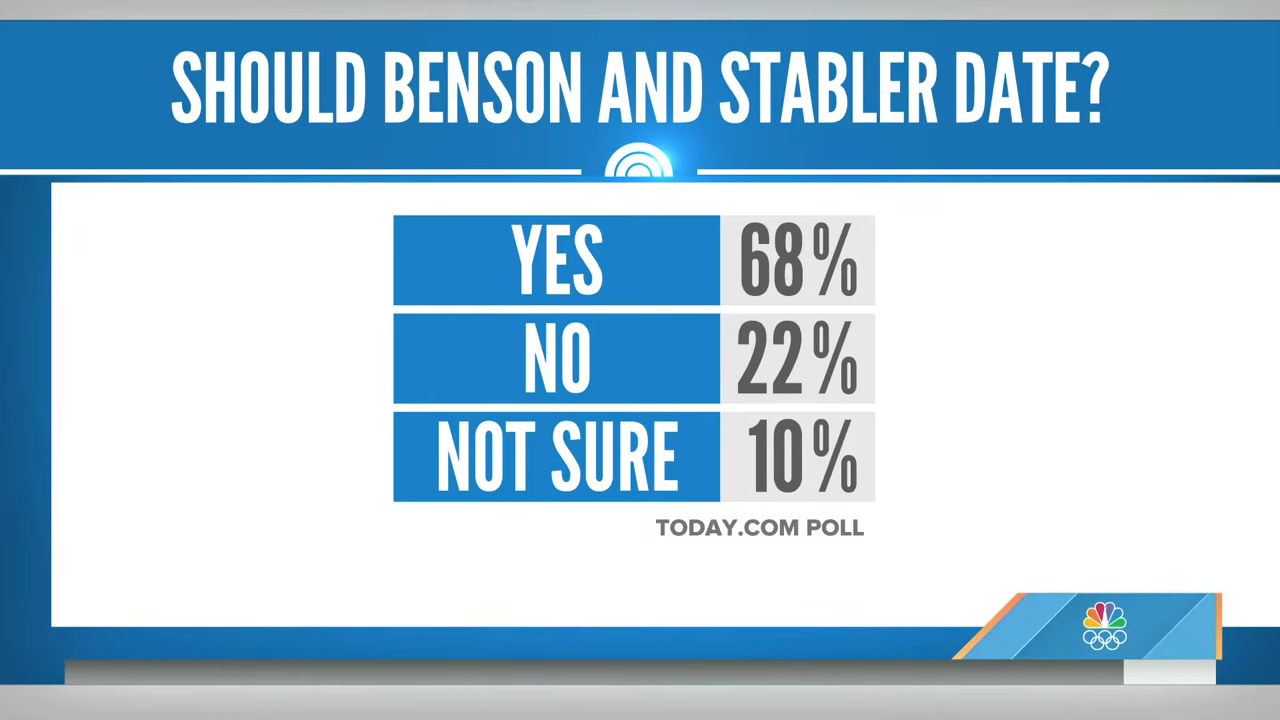 SHOULD BENSON AND STABLER DATE?
YES 68%
NO 22%
NOT SURE 10%
TODAY.COM POLL